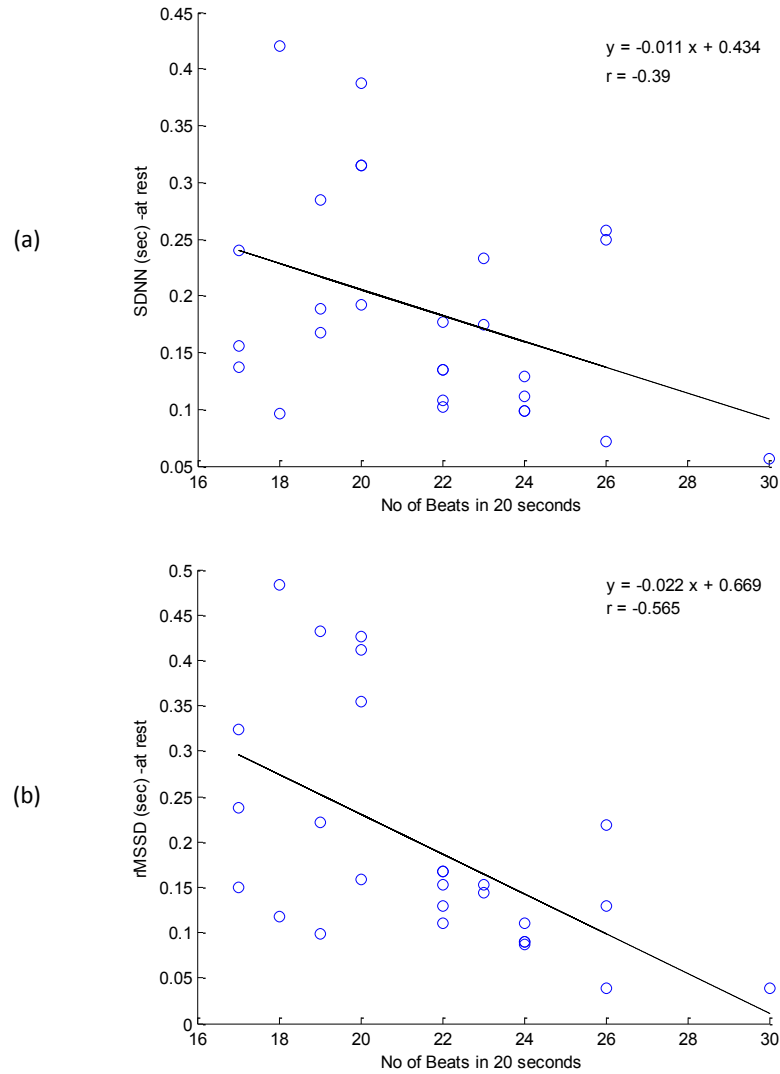 0.45
y = -0.011 x + 0.434
0.4
r = -0.39
0.35
0.3
(a)
SDNN (sec) -at rest
0.25
0.2
0.15
0.1
0.05
16 18 20 22 24 26 28 30
No of Beats in 20 seconds
0.5
y = -0.022 x + 0.669
r = -0.565
0.45
0.4
0.35
0.3
(b)
rMSSD (sec) -at rest
0.25
0.2
0.15
0.1
0.05
0
16 18 20 22 24 26 28 30
No of Beats in 20 seconds